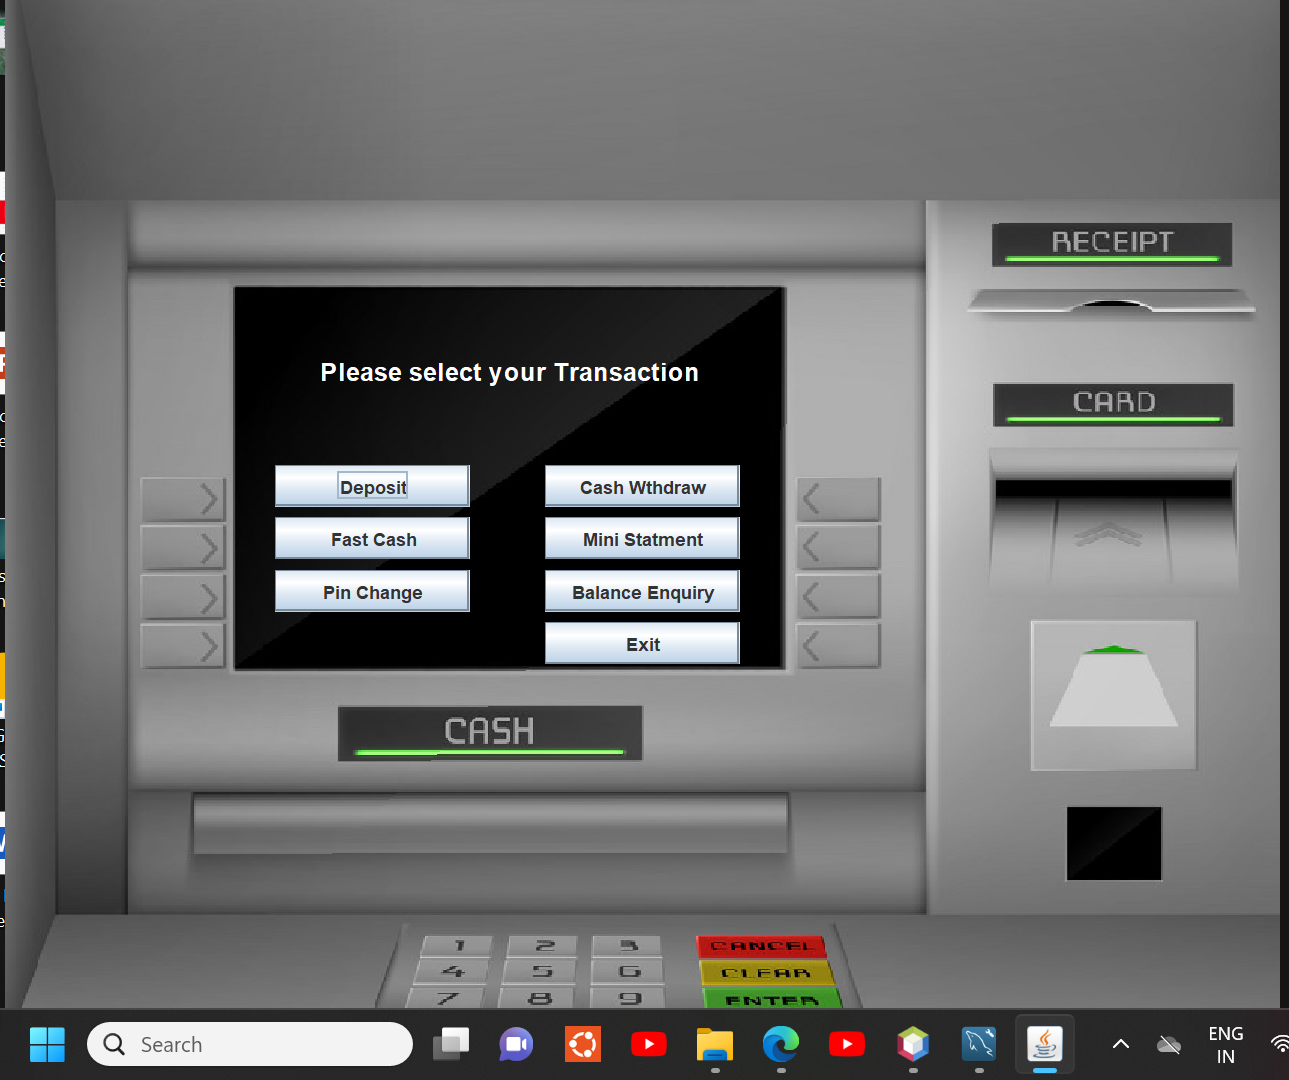 RECEIPT
Please select your Transaction
CARD
Deposit
Cash Wthdraw
Fast Cash
Mini Statment
Pin Change
Balance Enquiry
Exit
CASH
1 2 3 CANCEL
4 5 6 CLEAR
7 8 9 ENTER
Search
ENG
IN